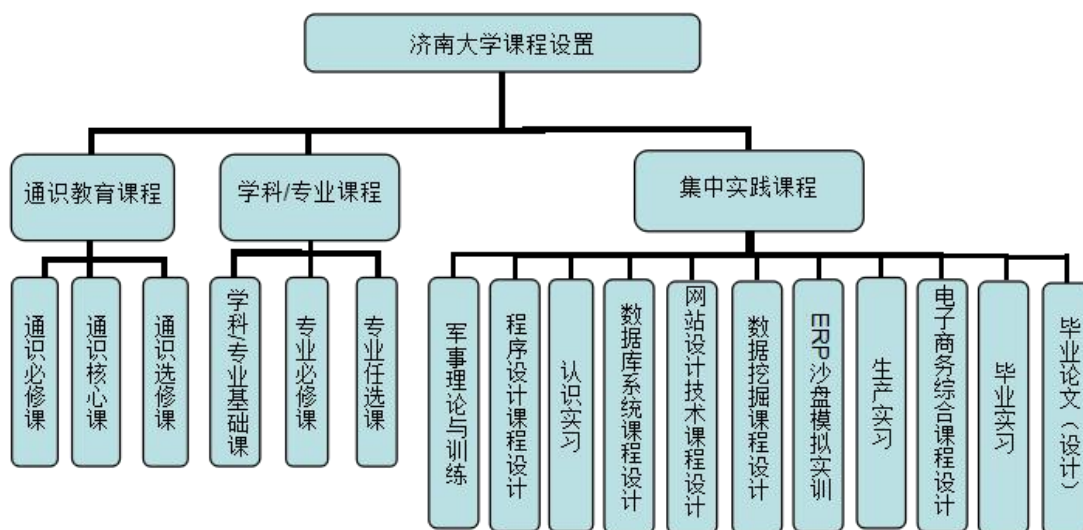 济南大学课程设置
通识教育课程
学科/专业课程
集中实践课程
通识必修课
通识核心课
通识选修课
学科/专业基础课
专业必修课
专业任选课
军事理论与训练
程序设计课程设计
认识实习
数据库系统课程设计
网站设计技术课程设计
数据挖掘课程设计
ERP沙盘模拟实训
生产实习
电子商务综合课程设计
毕业实习
毕业论文（设计）